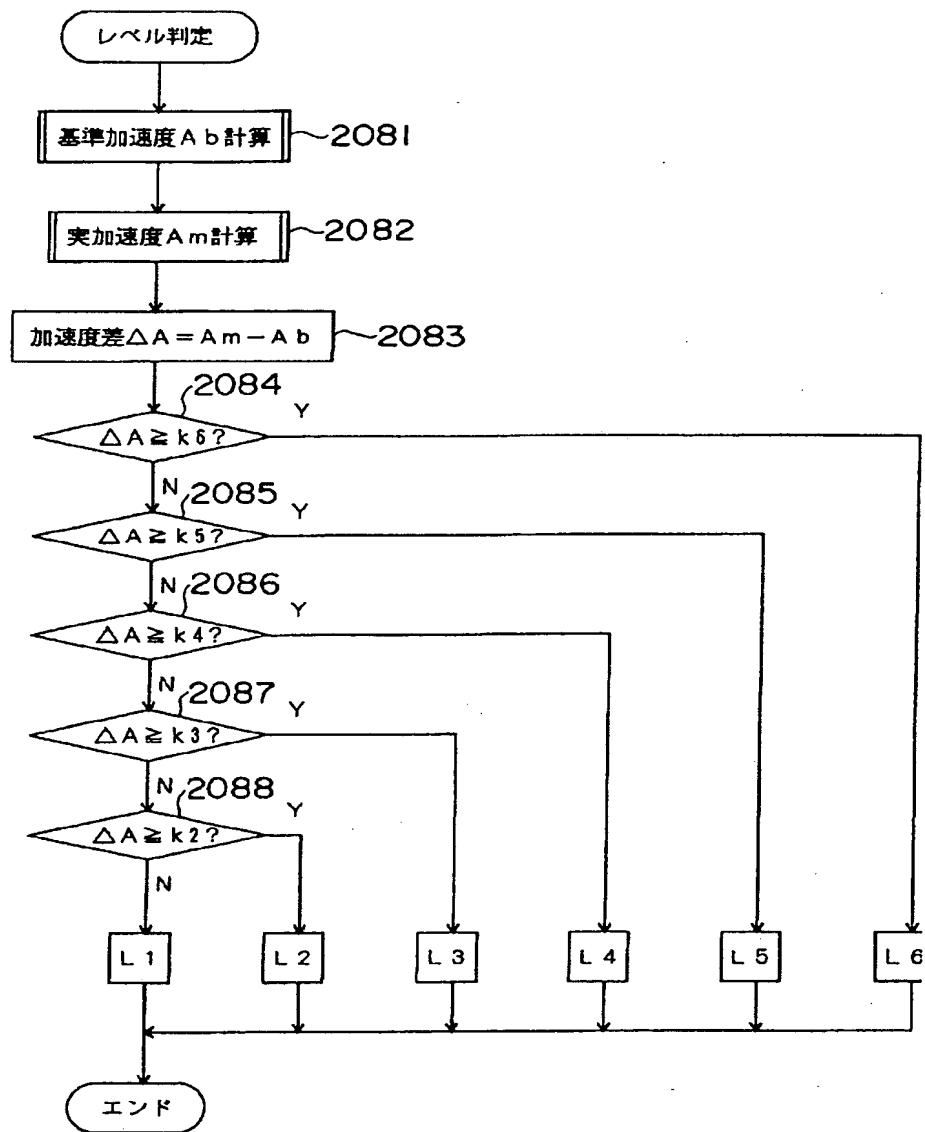 レベル判定
基準加速度Ab計算
2081
実加速度Am計算
2082
加速度差△A=Am-Ab
2083
2084
△A≧k6?
Y
N
2085
△A≧k5?
Y
N
2086
△A≧k4?
Y
N
2087
△A≧k3?
Y
N
2088
△A≧k2?
Y
N
L1
L2
L3
L4
L5
L6
エンド